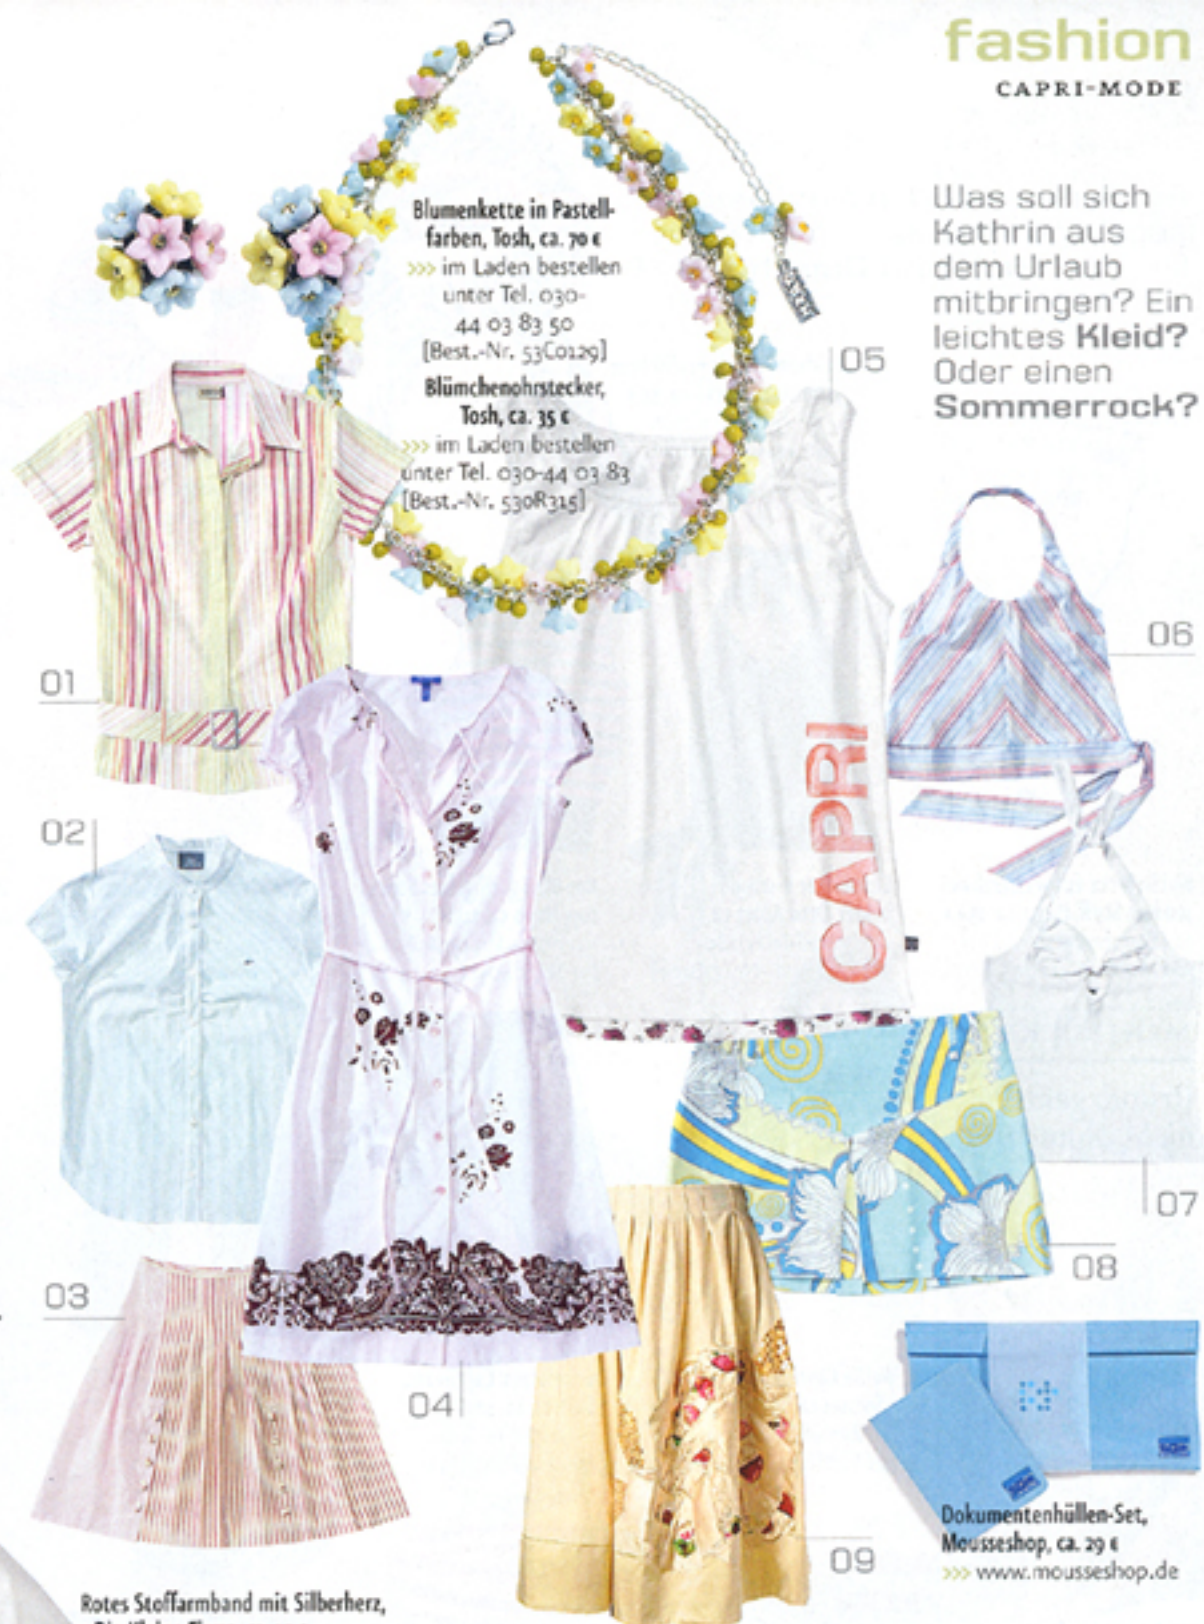 fashion
CAPRI-MODE
Was soll sich
Kathrin aus
dem Urlaub
mitbringen? Ein
leichtes Kleid?
Oder einen
Sommerrock?
Blumenkette in Pastell-
farben, Tosh, ca. 70 €
>>> im Laden bestellen
unter Tel. 030-
44 03 83 50
[Best.-Nr. 53C0129]
Blümchenohrstecker,
Tosh, ca. 35 €
>>> im Laden bestellen
unter Tel. 030-44 03 83
[Best.-Nr. 530R315]
05
06
01
CAPRI
02
07
08
03
04
09
Dokumentenhüllen-Set,
Mousseshop, ca. 29 €
>>> www.mousseshop.de
Rotes Stoffarmband mit Silberherz,